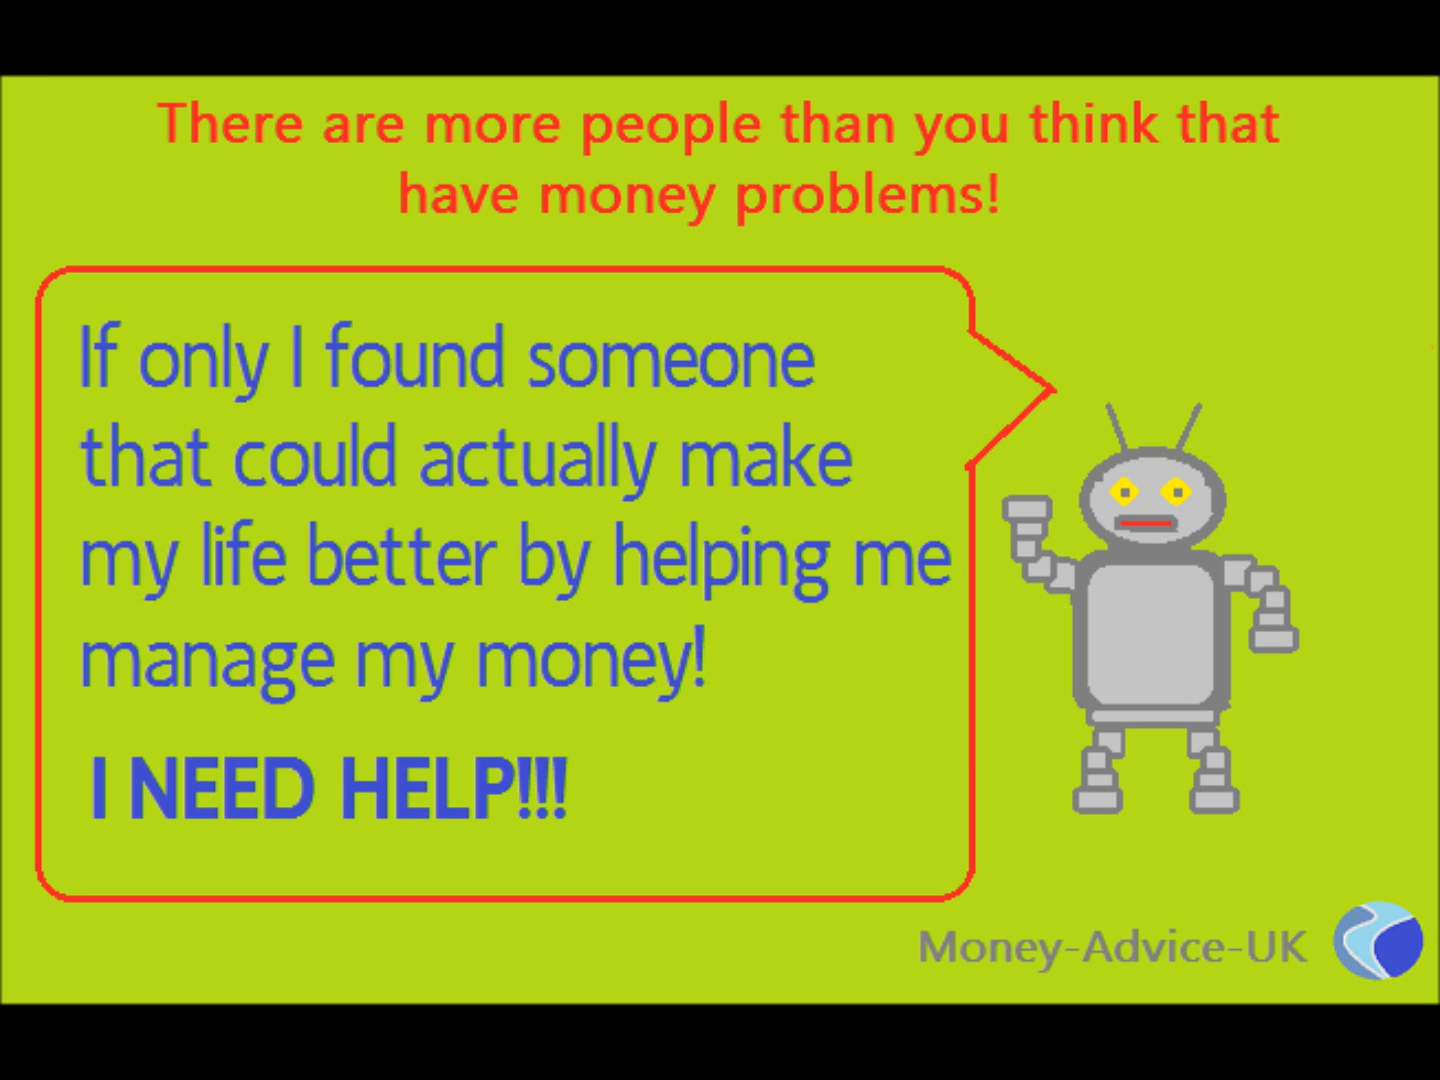 There are more people than you think that
have money problems!
If only I found someone
that could actually make
my life better by helping me
manage my money!
I NEED HELP!!!
Money-Advice-UK